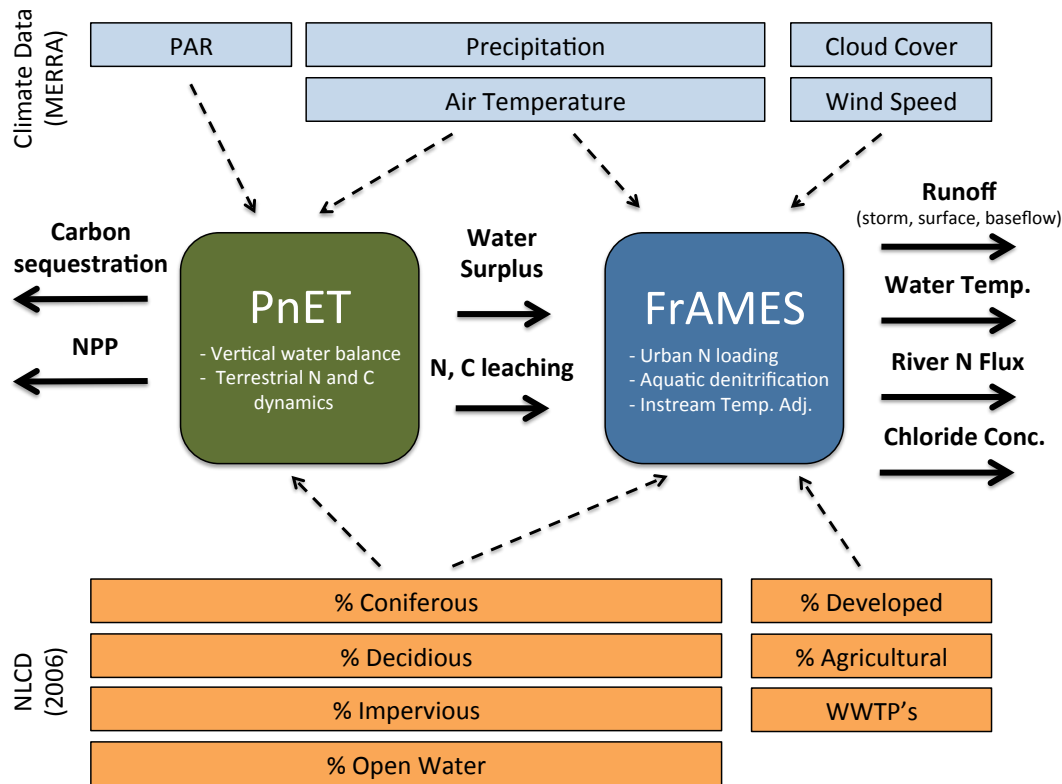 Climate Data
(MERRA)
PAR
Precipitation
Cloud Cover
Air Temperature
Wind Speed
Runoff
(storm, surface, baseflow)
Carbon
sequestration
Water
Surplus
Water Temp.
PnET
FrAMES
NPP
- Vertical water balance
- Terrestrial N and C
dynamics
N, C leaching
- Urban N loading
- Aquatic denitrification
- Instream Temp. Adj.
River N Flux
Chloride Conc.
NLCD
(2006)
% Coniferous
% Developed
% Decidious
% Agricultural
% Impervious
WWTP's
% Open Water